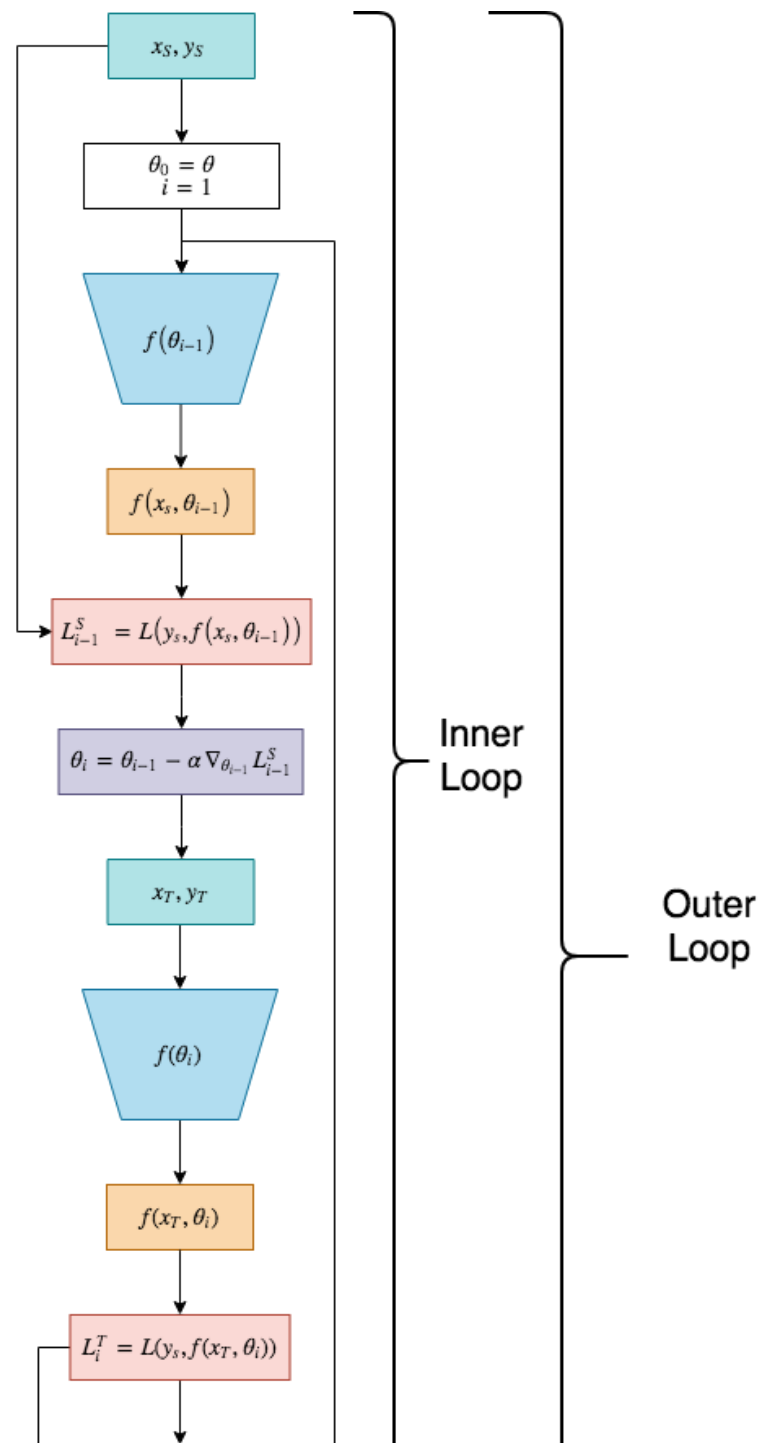 x_S, y_S
θ_0 = θ
i = 1
f(θ_{i−1})
f(x_s, θ_{i−1})
L^S_{i−1} = L(y_s, f(x_s, θ_{i−1}))
θ_i = θ_{i−1} − α ∇_{θ_{i−1}} L^S_{i−1}
x_T, y_T
f(θ_i)
f(x_T, θ_i)
L^T_i = L(y_s, f(x_T, θ_i))
Inner
Loop
Outer
Loop